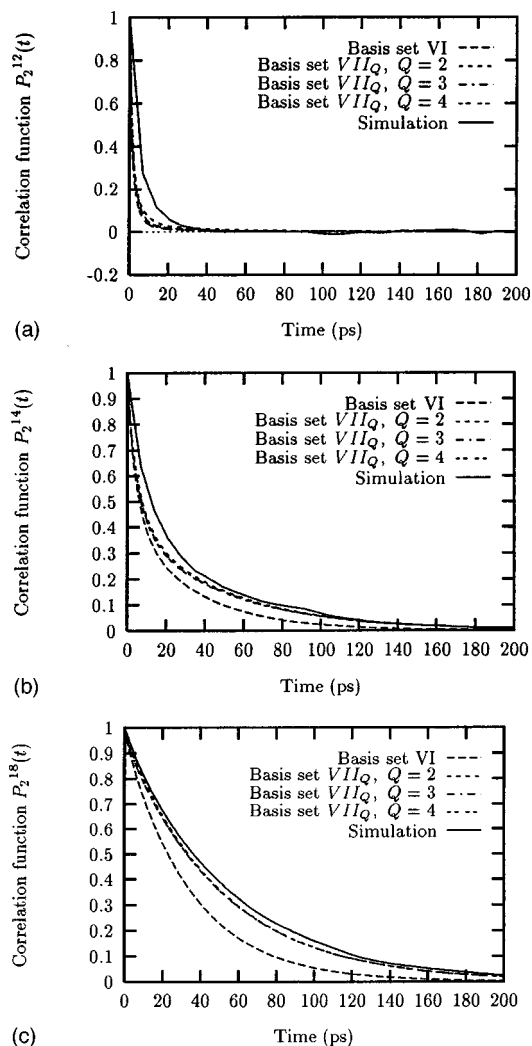 1
0.8
0.6
0.4
0.2
0
-0.2
Correlation function P₂¹²(t)
Basis set VI
Basis set VII_Q, Q = 2
Basis set VII_Q, Q = 3
Basis set VII_Q, Q = 4
Simulation
0 20 40 60 80 100 120 140 160 180 200
Time (ps)
(a)
1
0.9
0.8
0.7
0.6
0.5
0.4
0.3
0.2
0.1
0
Correlation function P₂¹⁴(t)
Basis set VI
Basis set VII_Q, Q = 2
Basis set VII_Q, Q = 3
Basis set VII_Q, Q = 4
Simulation
0 20 40 60 80 100 120 140 160 180 200
Time (ps)
(b)
1
0.9
0.8
0.7
0.6
0.5
0.4
0.3
0.2
0.1
0
Correlation function P₂¹⁸(t)
Basis set VI
Basis set VII_Q, Q = 2
Basis set VII_Q, Q = 3
Basis set VII_Q, Q = 4
Simulation
0 20 40 60 80 100 120 140 160 180 200
Time (ps)
(c)